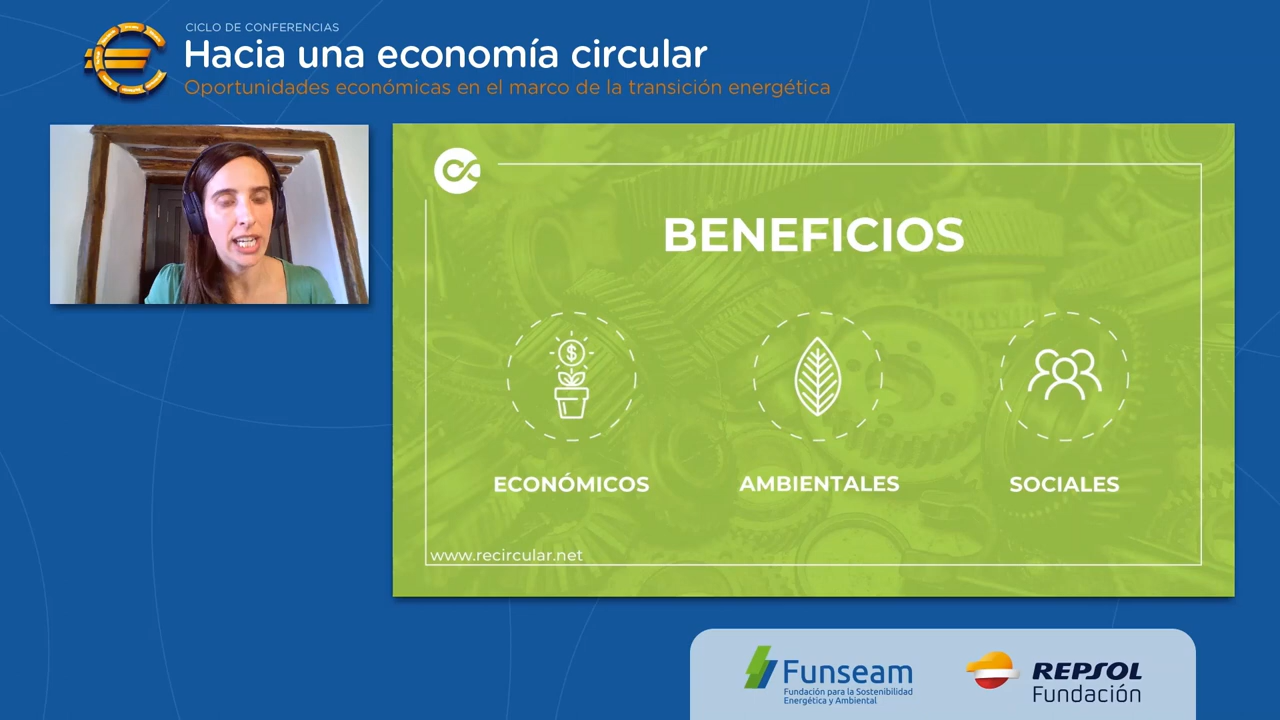 CICLO DE CONFERENCIAS
Hacia una economía circular
Oportunidades económicas en el marco de la transición energética
BENEFICIOS
$
ECONÓMICOS
AMBIENTALES
SOCIALES
www.recircular.net
Funseam
Fundación para la Sostenibilidad
Energética y Ambiental
REPSOL
Fundación